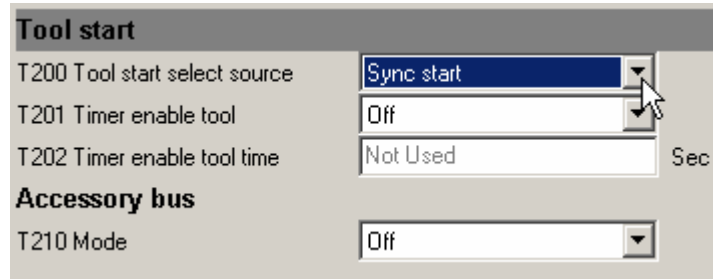 Tool start
T200 Tool start select source Sync start
T201 Timer enable tool Off
T202 Timer enable tool time Not Used Sec
Accessory bus
T210 Mode Off